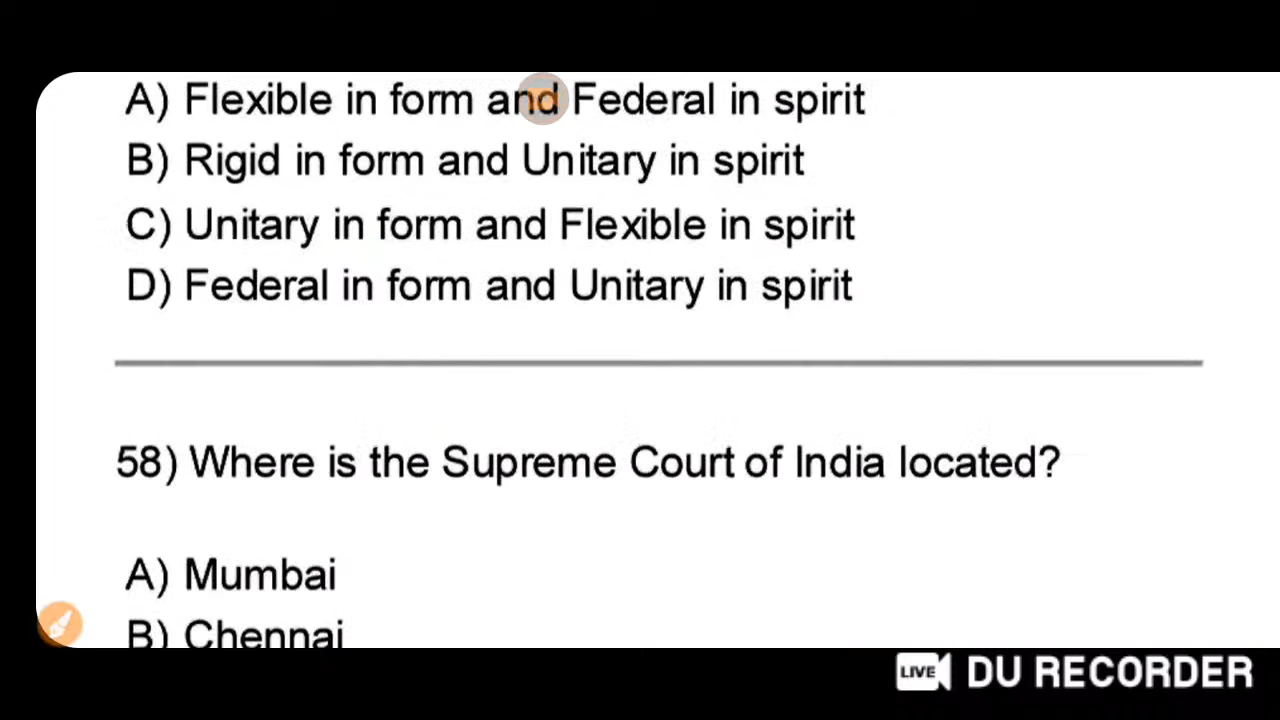 A) Flexible in form and Federal in spirit
B) Rigid in form and Unitary in spirit
C) Unitary in form and Flexible in spirit
D) Federal in form and Unitary in spirit
58) Where is the Supreme Court of India located?
A) Mumbai
B) Chennai
LIVE DU RECORDER